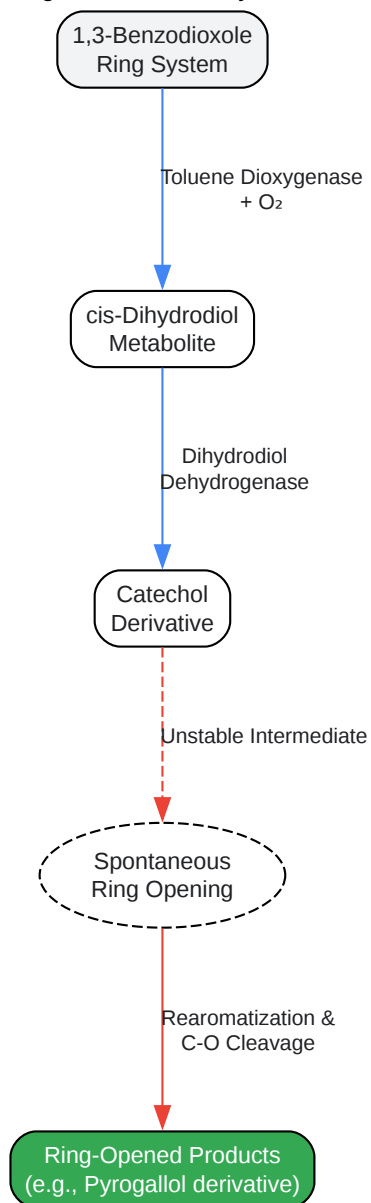 1,3-Benzodioxole
Ring System
Toluene Dioxygenase
+ O₂
cis-Dihydrodiol
Metabolite
Dihydrodiol
Dehydrogenase
Catechol
Derivative
Unstable Intermediate
Spontaneous
Ring Opening
Rearomatization &
C-O Cleavage
Ring-Opened Products
(e.g., Pyrogallol derivative)